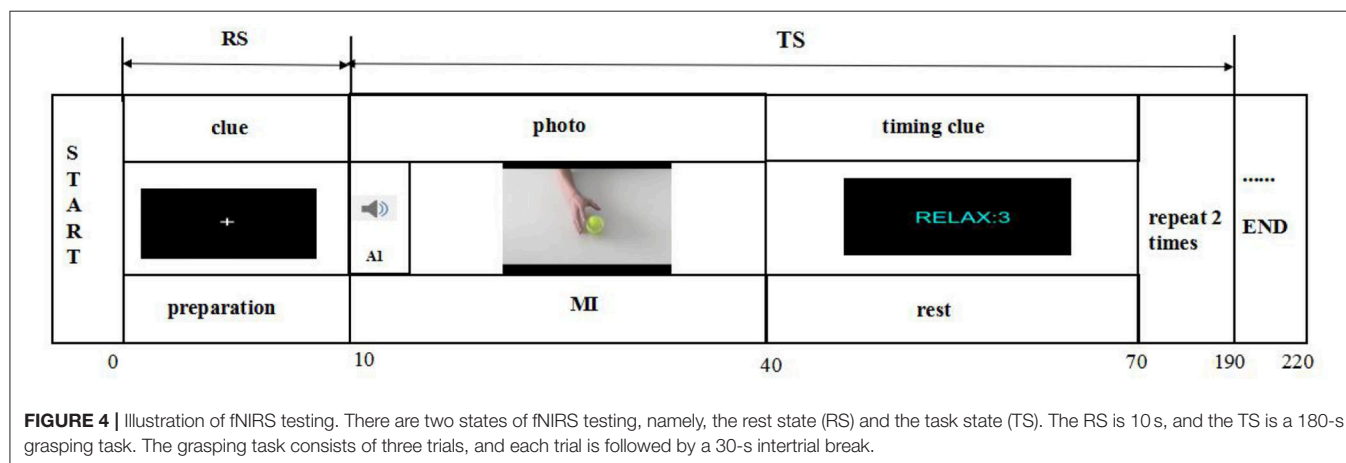 RS
TS
START
clue
photo
timing clue
+
A1
RELAX:3
repeat 2
times
......
END
preparation
MI
rest
0
10
40
70
190
220
FIGURE 4 | Illustration of fNIRS testing. There are two states of fNIRS testing, namely, the rest state (RS) and the task state (TS). The RS is 10 s, and the TS is a 180-s
grasping task. The grasping task consists of three trials, and each trial is followed by a 30-s intertrial break.